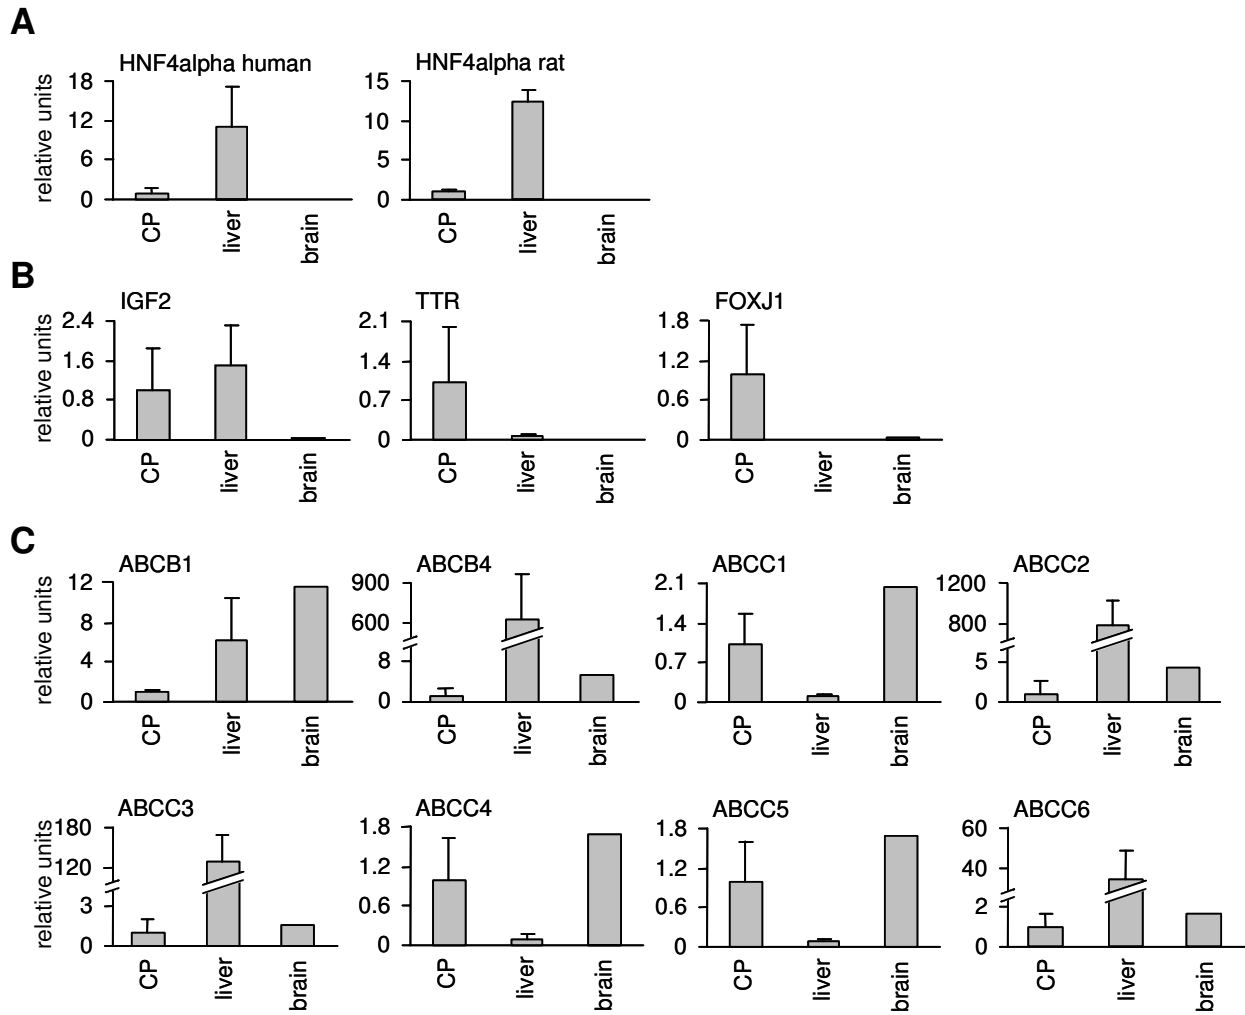 A
HNF4alpha human
HNF4alpha rat
relative units
18
12
6
0
CP
liver
brain
15
10
5
0
CP
liver
brain
B
IGF2
TTR
FOXJ1
relative units
2.4
1.6
0.8
0
CP
liver
brain
2.1
1.4
0.7
0
CP
liver
brain
1.8
1.2
0.6
0
CP
liver
brain
C
ABCB1
ABCB4
ABCC1
ABCC2
relative units
12
8
4
0
CP
liver
brain
900
600
8
0
CP
liver
brain
2.1
1.4
0.7
0
CP
liver
brain
1200
800
5
0
CP
liver
brain
ABCC3
ABCC4
ABCC5
ABCC6
relative units
180
120
3
0
CP
liver
brain
1.8
1.2
0.6
0
CP
liver
brain
1.8
1.2
0.6
0
CP
liver
brain
60
40
2
0
CP
liver
brain